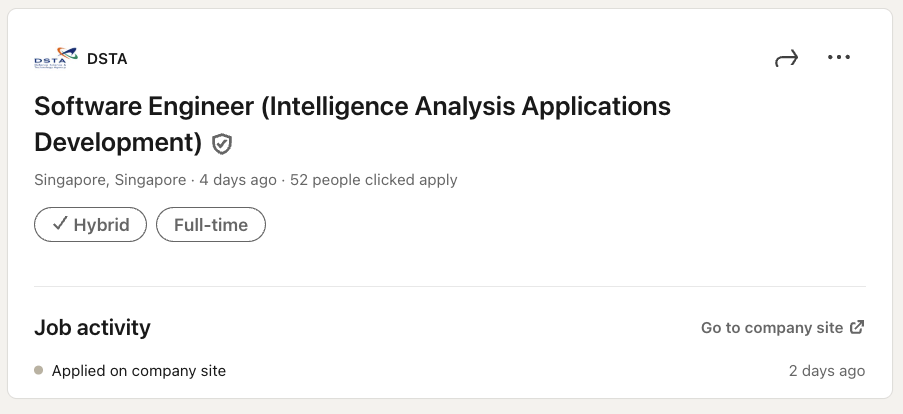 DSTA
DSTA
Software Engineer (Intelligence Analysis Applications
Development)
Singapore, Singapore · 4 days ago · 52 people clicked apply
Hybrid
Full-time
Job activity
Go to company site
Applied on company site
2 days ago